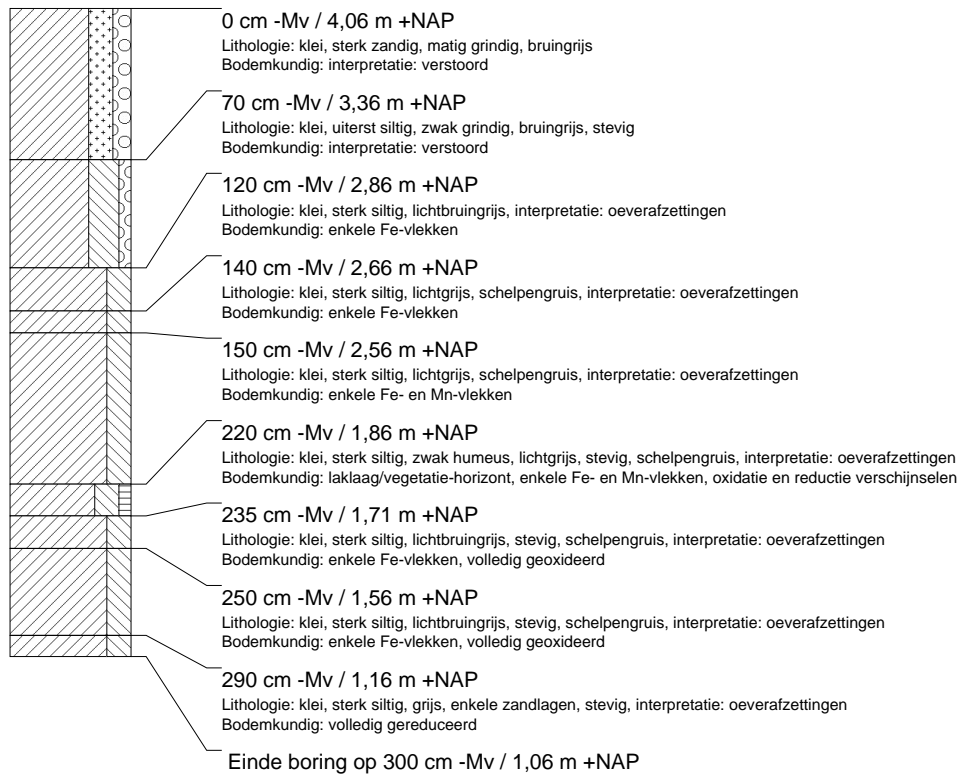 0 cm -Mv / 4,06 m +NAP
Lithologie: klei, sterk zandig, matig grindig, bruingrijs
Bodemkundig: interpretatie: verstoord
70 cm -Mv / 3,36 m +NAP
Lithologie: klei, uiterst siltig, zwak grindig, bruingrijs, stevig
Bodemkundig: interpretatie: verstoord
120 cm -Mv / 2,86 m +NAP
Lithologie: klei, sterk siltig, lichtbruingrijs, interpretatie: oeverafzettingen
Bodemkundig: enkele Fe-vlekken
140 cm -Mv / 2,66 m +NAP
Lithologie: klei, sterk siltig, lichtgrijs, schelpengruis, interpretatie: oeverafzettingen
Bodemkundig: enkele Fe-vlekken
150 cm -Mv / 2,56 m +NAP
Lithologie: klei, sterk siltig, lichtgrijs, schelpengruis, interpretatie: oeverafzettingen
Bodemkundig: enkele Fe- en Mn-vlekken
220 cm -Mv / 1,86 m +NAP
Lithologie: klei, sterk siltig, zwak humeus, lichtgrijs, stevig, schelpengruis, interpretatie: oeverafzettingen
Bodemkundig: laklaag/vegetatie-horizont, enkele Fe- en Mn-vlekken, oxidatie en reductie verschijnselen
235 cm -Mv / 1,71 m +NAP
Lithologie: klei, sterk siltig, lichtbruingrijs, stevig, schelpengruis, interpretatie: oeverafzettingen
Bodemkundig: enkele Fe-vlekken, volledig geoxideerd
250 cm -Mv / 1,56 m +NAP
Lithologie: klei, sterk siltig, lichtbruingrijs, stevig, schelpengruis, interpretatie: oeverafzettingen
Bodemkundig: enkele Fe-vlekken, volledig geoxideerd
290 cm -Mv / 1,16 m +NAP
Lithologie: klei, sterk siltig, grijs, enkele zandlagen, stevig, interpretatie: oeverafzettingen
Bodemkundig: volledig gereduceerd
Einde boring op 300 cm -Mv / 1,06 m +NAP